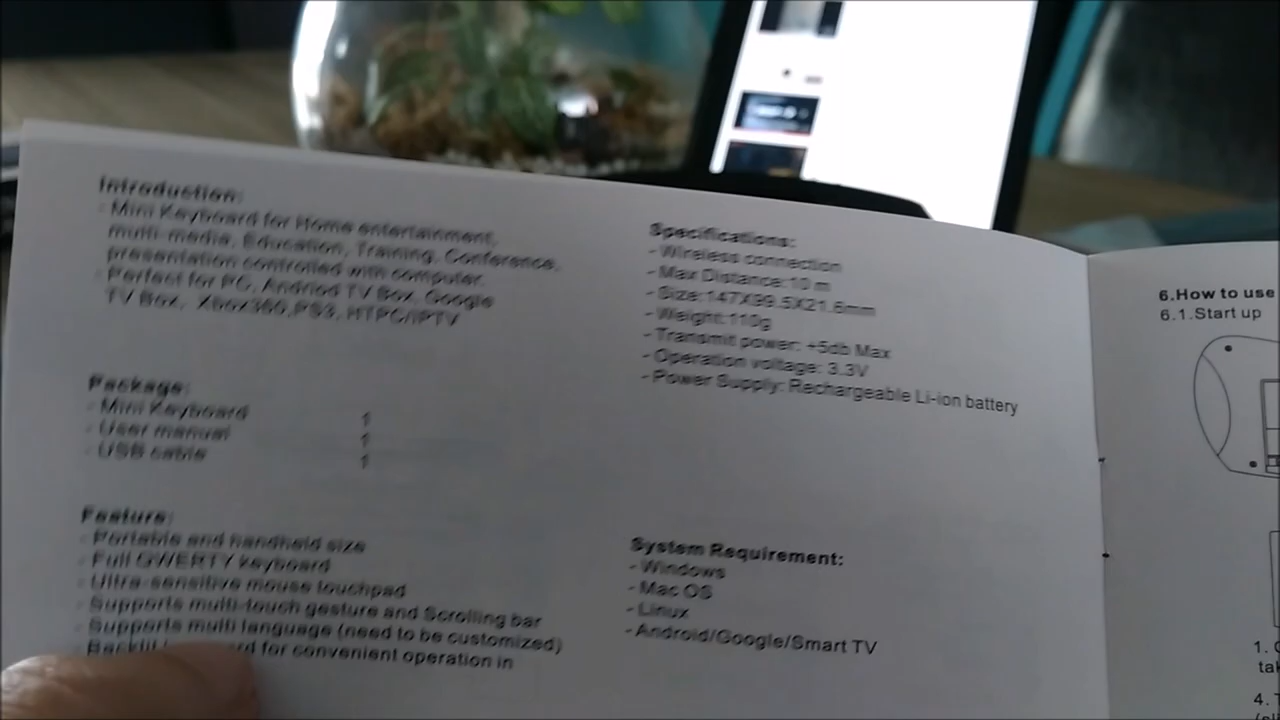 Introduction:
- Mini Keyboard for Home entertainment,
multi-media, Education, Training, Conference,
presentation controlled with computer.
- Perfect for PC, Andriod TV Box, Google
TV Box, Xbox360,PS3, HTPC/IPTV
Package:
- Mini Keyboard 1
- User manual 1
- USB cable 1
Feature:
- Portable and handheld size
- Full QWERTY keyboard
- Ultra-sensitive mouse touchpad
- Supports multi-touch gesture and Scrolling bar
- Supports multi language (need to be customized)
- Backlit for convenient operation in
Specifications:
- Wireless connection
- Max Distance:10 m
- Size:147X99.5X21.6mm
- Weight:110g
- Transmit power: +5db Max
- Operation voltage: 3.3V
- Power Supply: Rechargeable Li-ion battery
System Requirement:
- Windows
- Mac OS
- Linux
- Android/Google/Smart TV
6.How to use
6.1.Start up
1.
4.